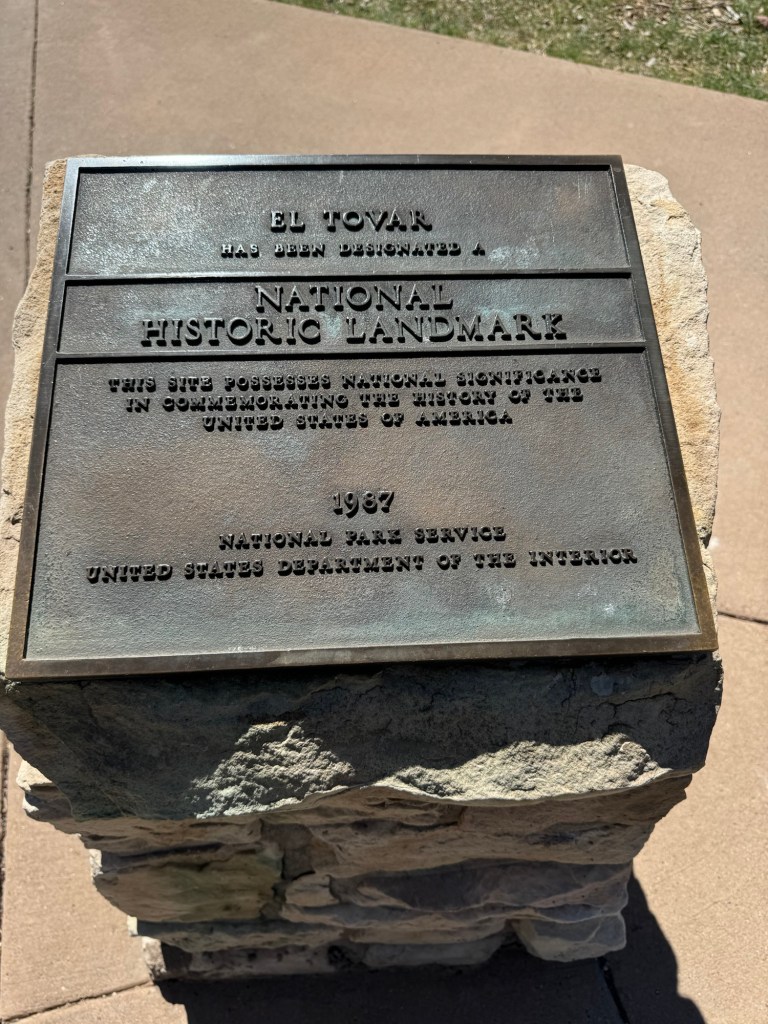 EL TOVAR
HAS BEEN DESIGNATED A
NATIONAL
HISTORIC LANDMARK
THIS SITE POSSESSES NATIONAL SIGNIFICANCE
IN COMMEMORATING THE HISTORY OF THE
UNITED STATES OF AMERICA
1987
NATIONAL PARK SERVICE
UNITED STATES DEPARTMENT OF THE INTERIOR